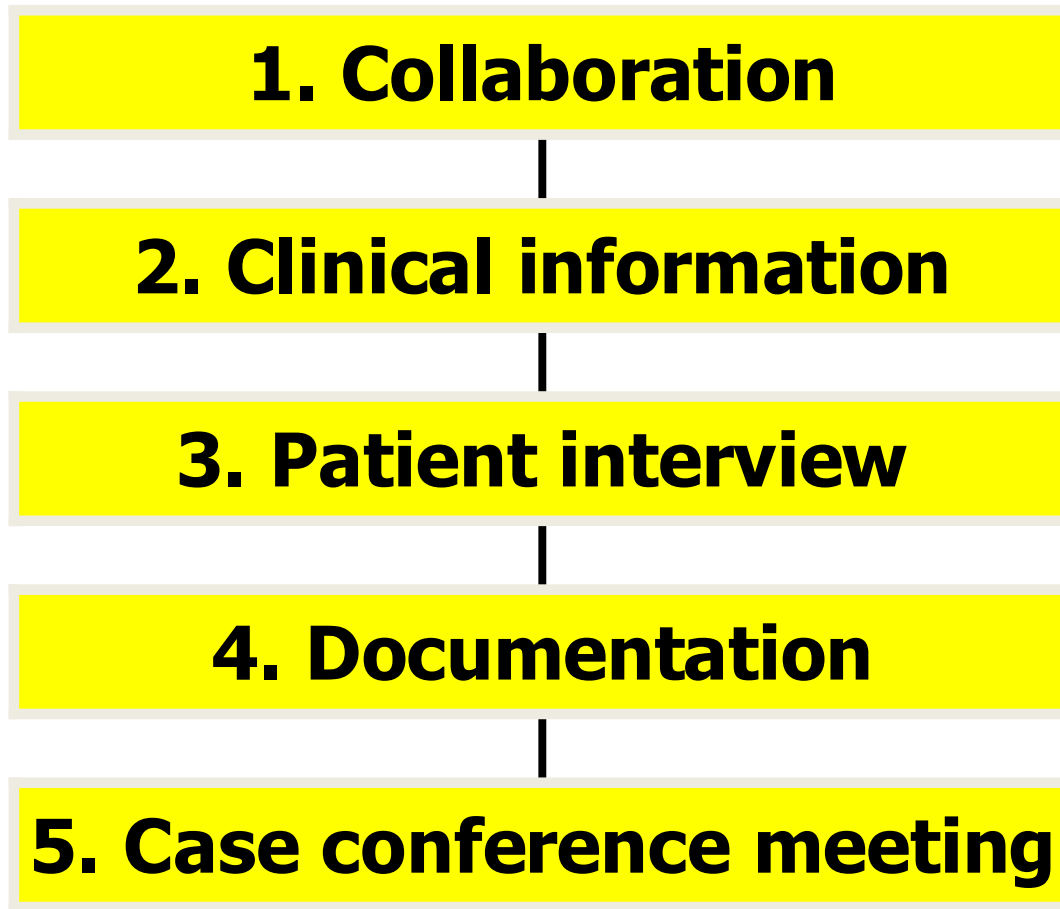 1. Collaboration
2. Clinical information
3. Patient interview
4. Documentation
5. Case conference meeting